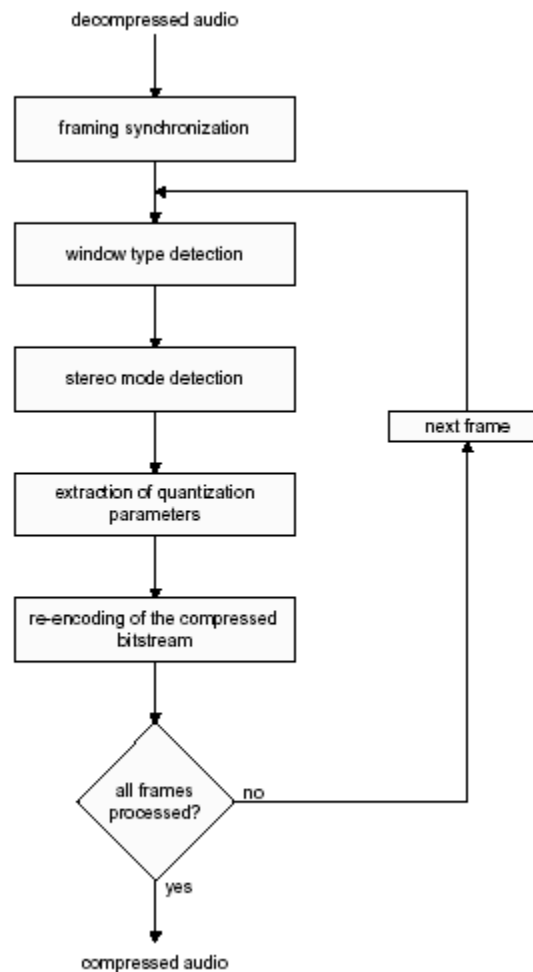 decompressed audio
framing synchronization
window type detection
stereo mode detection
next frame
extraction of quantization
parameters
re-encoding of the compressed
bitstream
all frames
processed?
no
yes
compressed audio